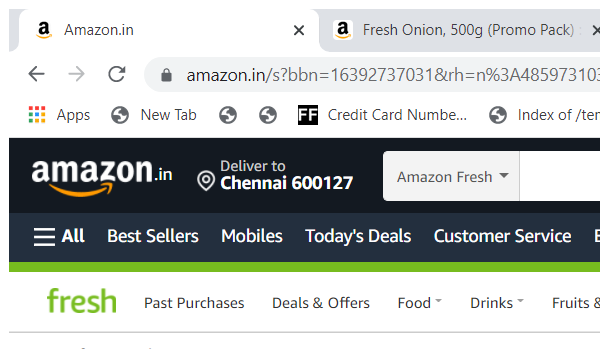 Amazon.in
Fresh Onion, 500g (Promo Pack)
amazon.in/s?bbn=16392737031&rh=n%3A485973103
Apps New Tab FF Credit Card Numbe... Index of /ter
amazon.in
Deliver to
Chennai 600127
Amazon Fresh
All Best Sellers Mobiles Today's Deals Customer Service
fresh Past Purchases Deals & Offers Food Drinks Fruits &